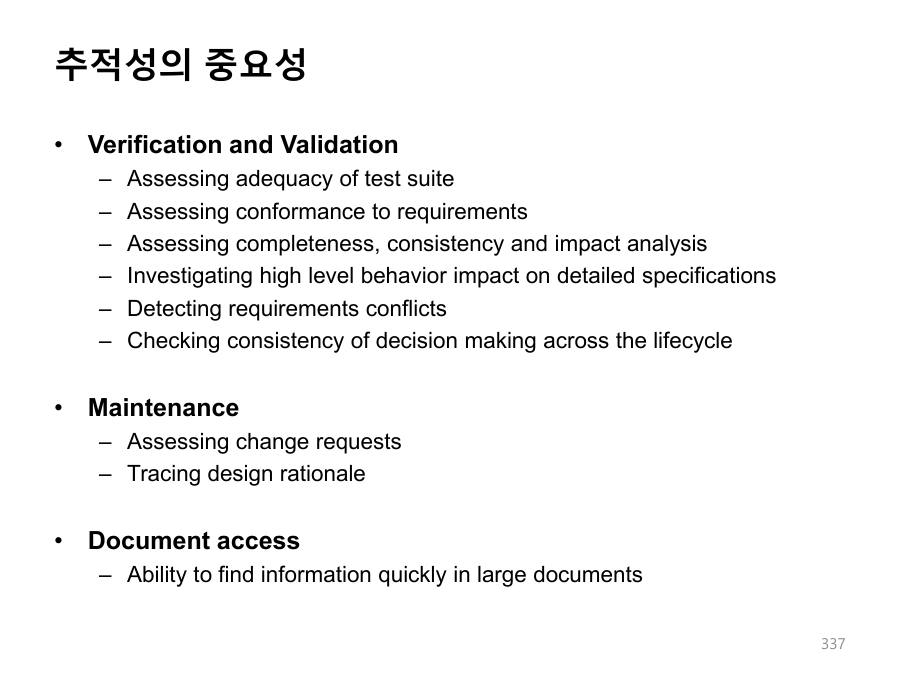 추적성의 중요성
• Verification and Validation
– Assessing adequacy of test suite
– Assessing conformance to requirements
– Assessing completeness, consistency and impact analysis
– Investigating high level behavior impact on detailed specifications
– Detecting requirements conflicts
– Checking consistency of decision making across the lifecycle
• Maintenance
– Assessing change requests
– Tracing design rationale
• Document access
– Ability to find information quickly in large documents
337